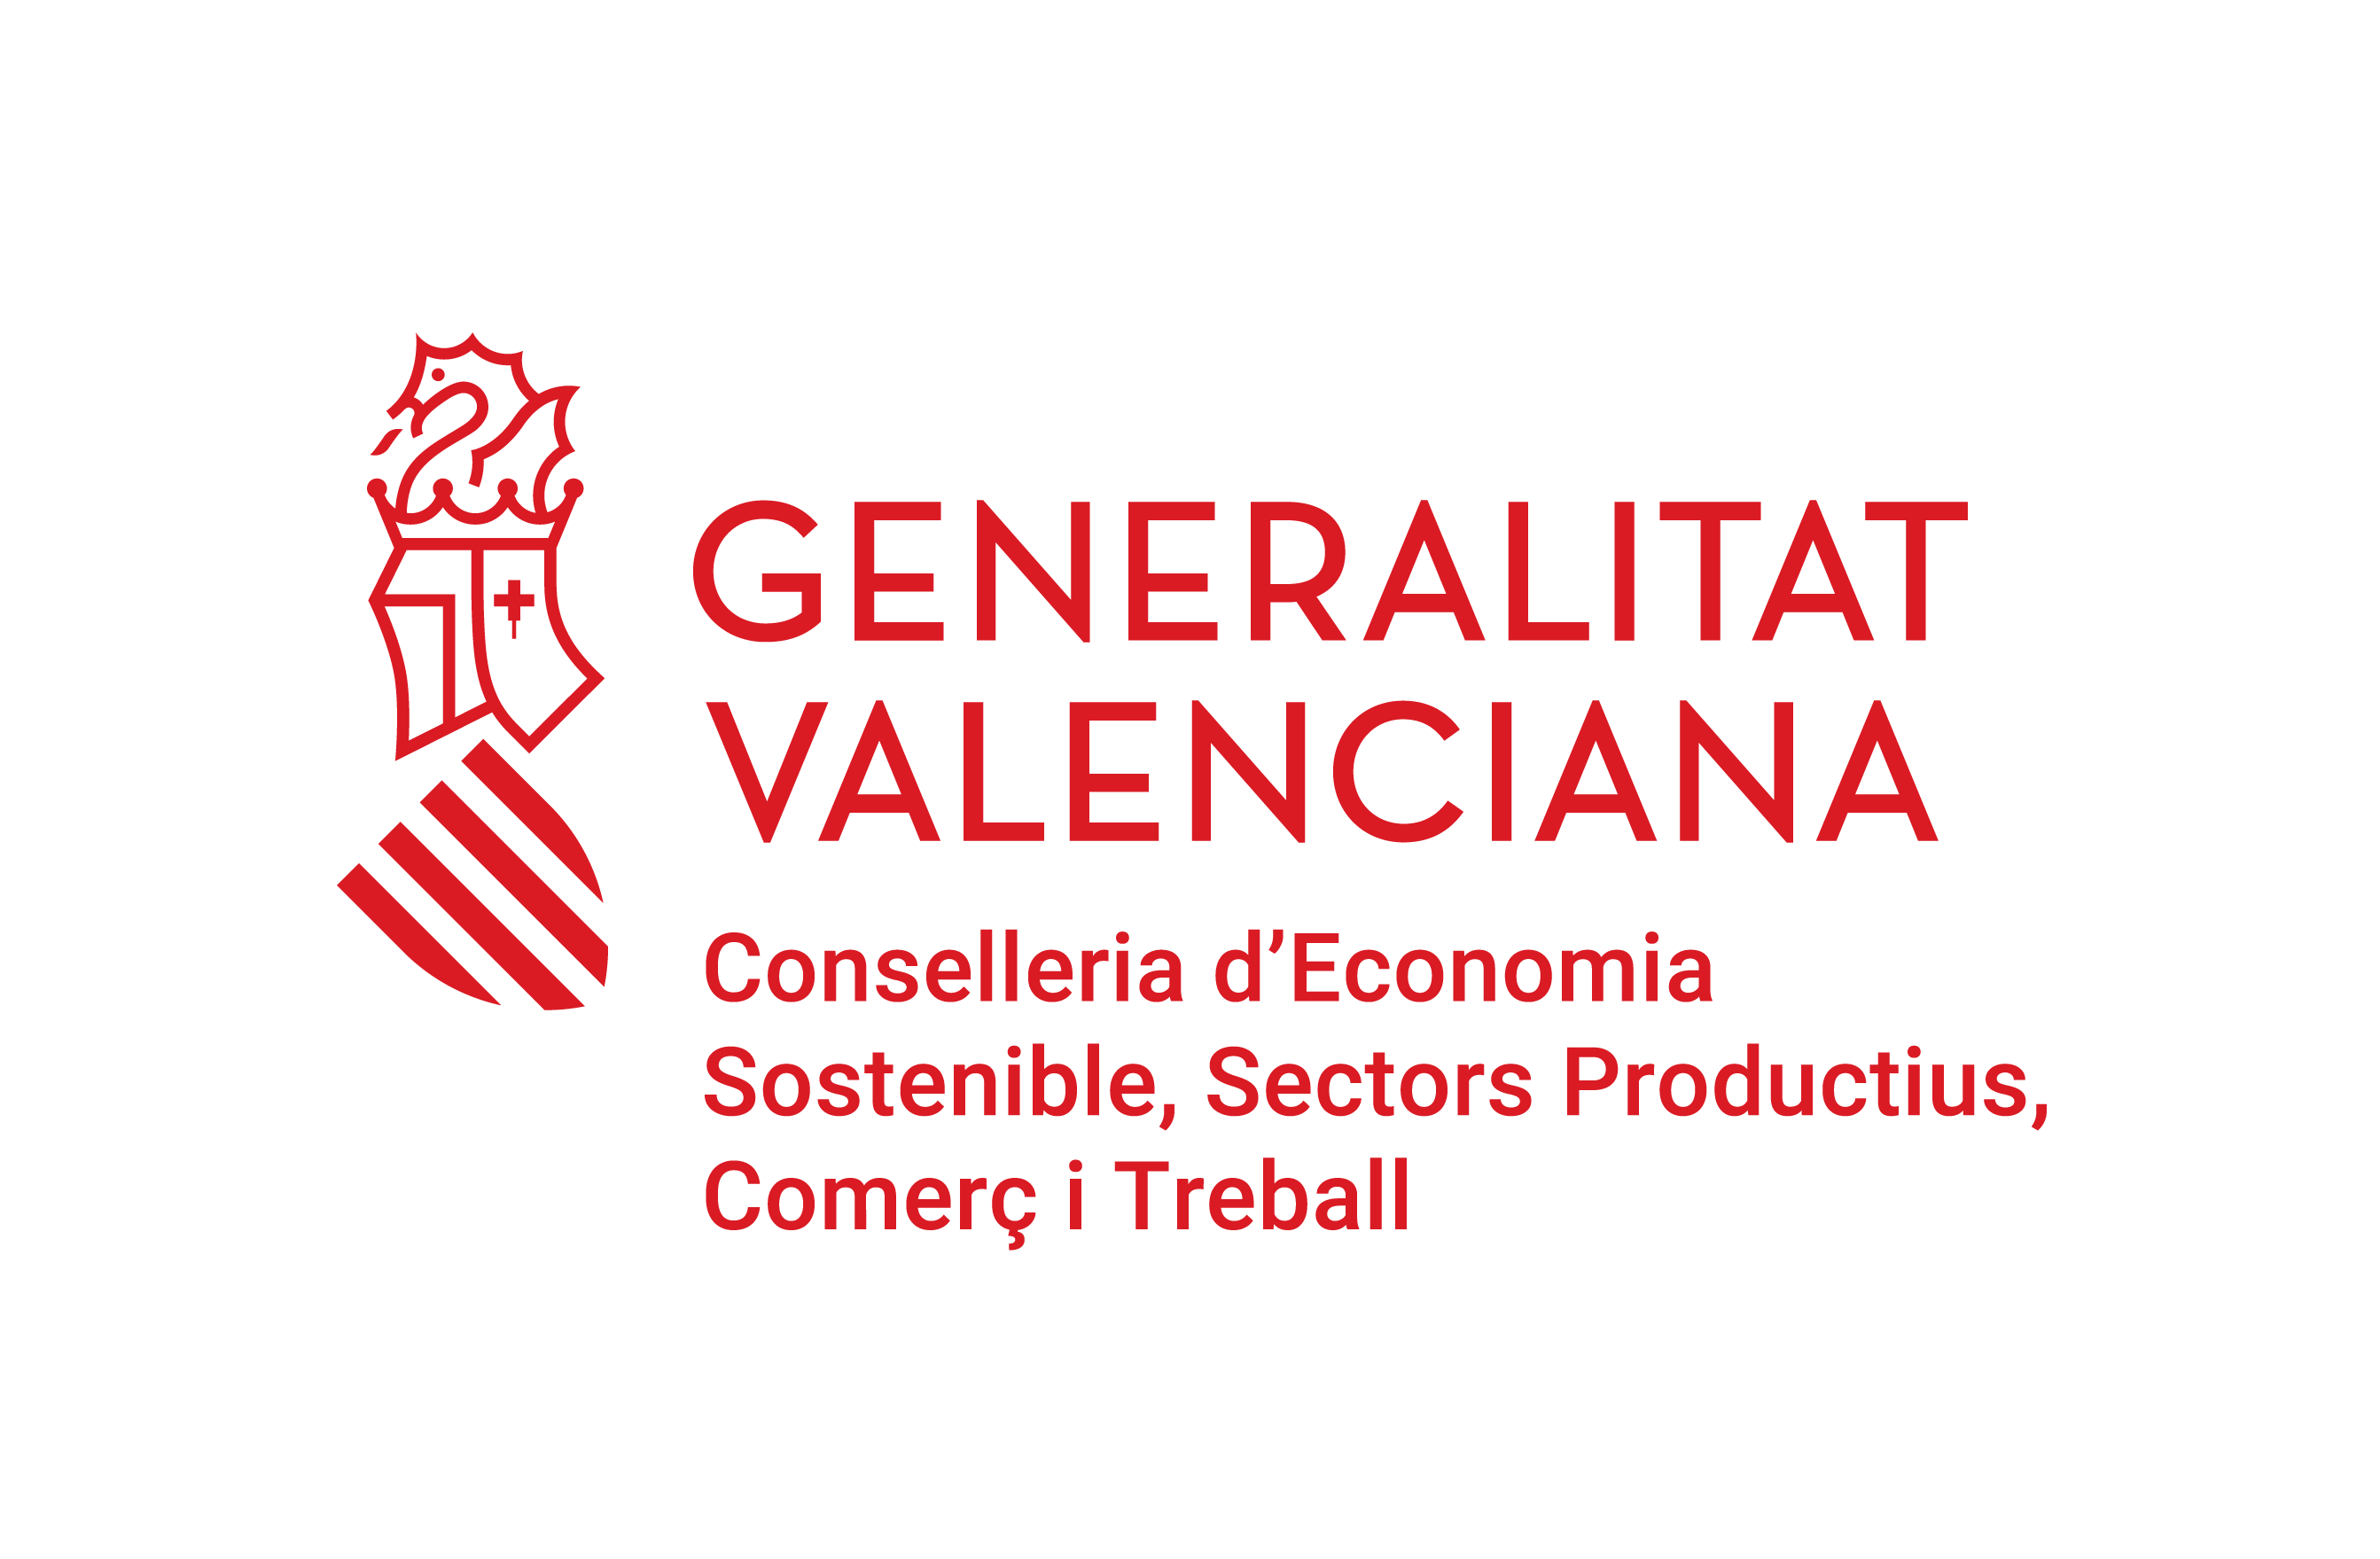 GENERALITAT
VALENCIANA
Conselleria d’Economia
Sostenible, Sectors Productius,
Comerç i Treball